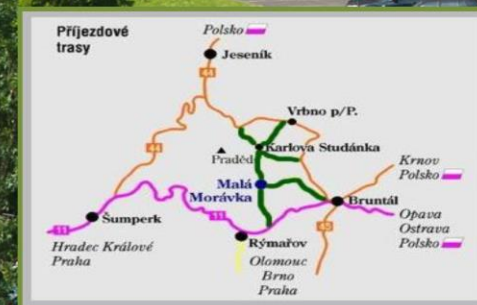 Příjezdové
trasy
Polsko
Jeseník
44
Vrbno p/P.
Karlova Studánka
Praděd
44
Krnov
Polsko
Malá
Morávka
Bruntál
11
Šumperk
11
Opava
Ostrava
Polsko
Rýmařov
45
Hradec Králové
Praha
Olomouc
Brno
Praha